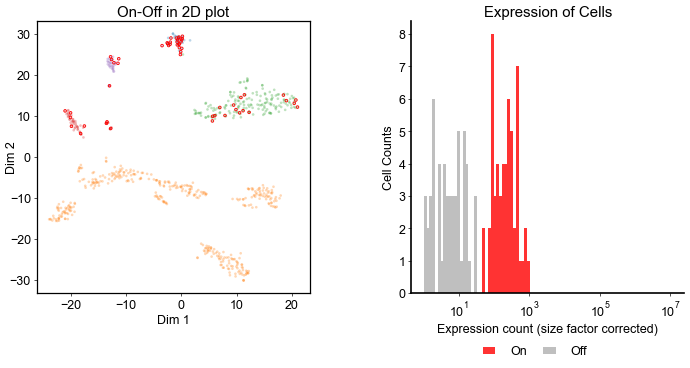 On-Off in 2D plot
30
20
10
0
−10
−20
−30
−20 −10 0 10 20
Dim 2
Dim 1
Expression of Cells
8
7
6
5
4
3
2
1
0
10^1 10^3 10^5 10^7
Cell Counts
Expression count (size factor corrected)
On Off